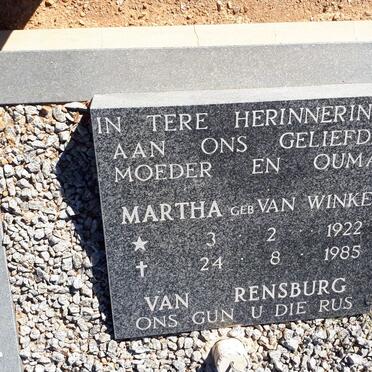 IN TERE HERINNERIN
AAN ONS GELIEFD
MOEDER EN OUMA
MARTHA GEB VAN WINKE
★ 3 2 1922
✝ 24 8 1985
VAN RENSBURG
ONS GUN U DIE RUS